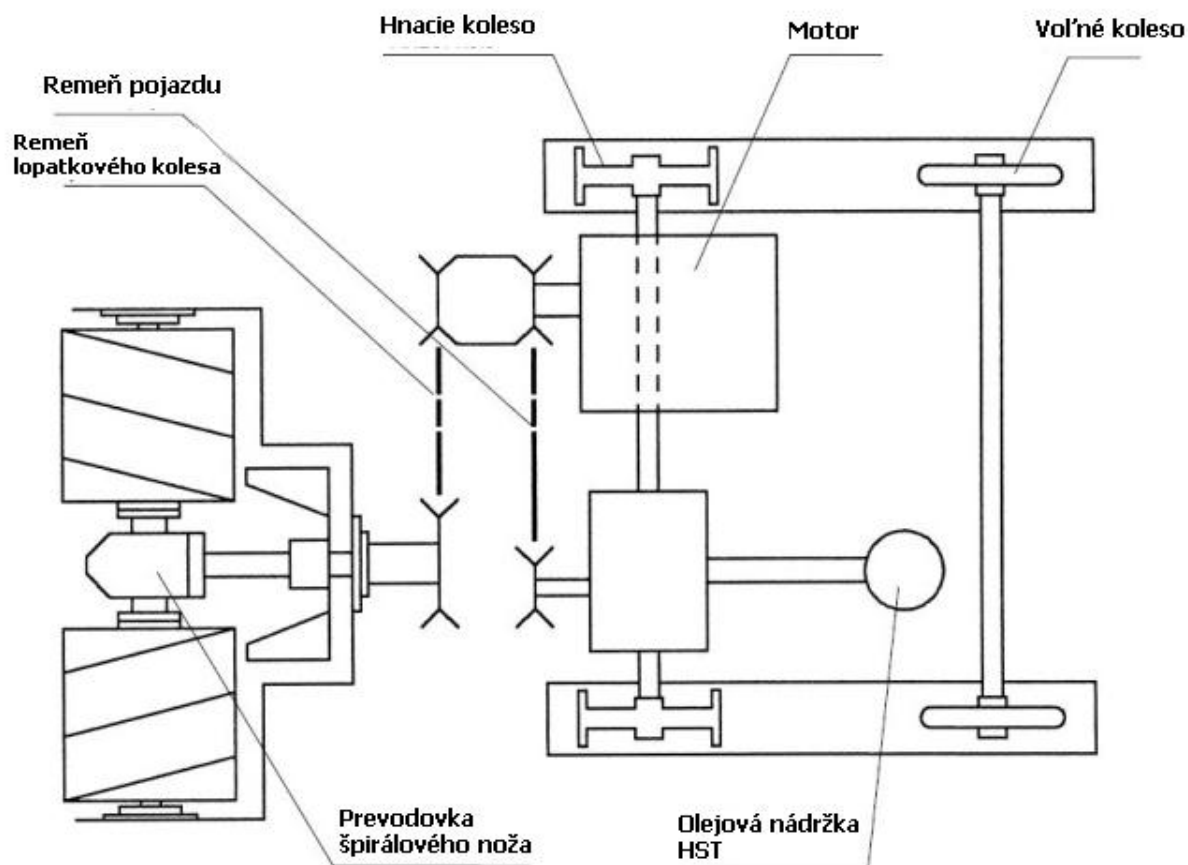 Hnacie koleso
Motor
Voľné koleso
Remeň pojazdu
Remeň
lopatkového kolesa
Prevodovka
špirálového noža
Olejová nádržka
HST